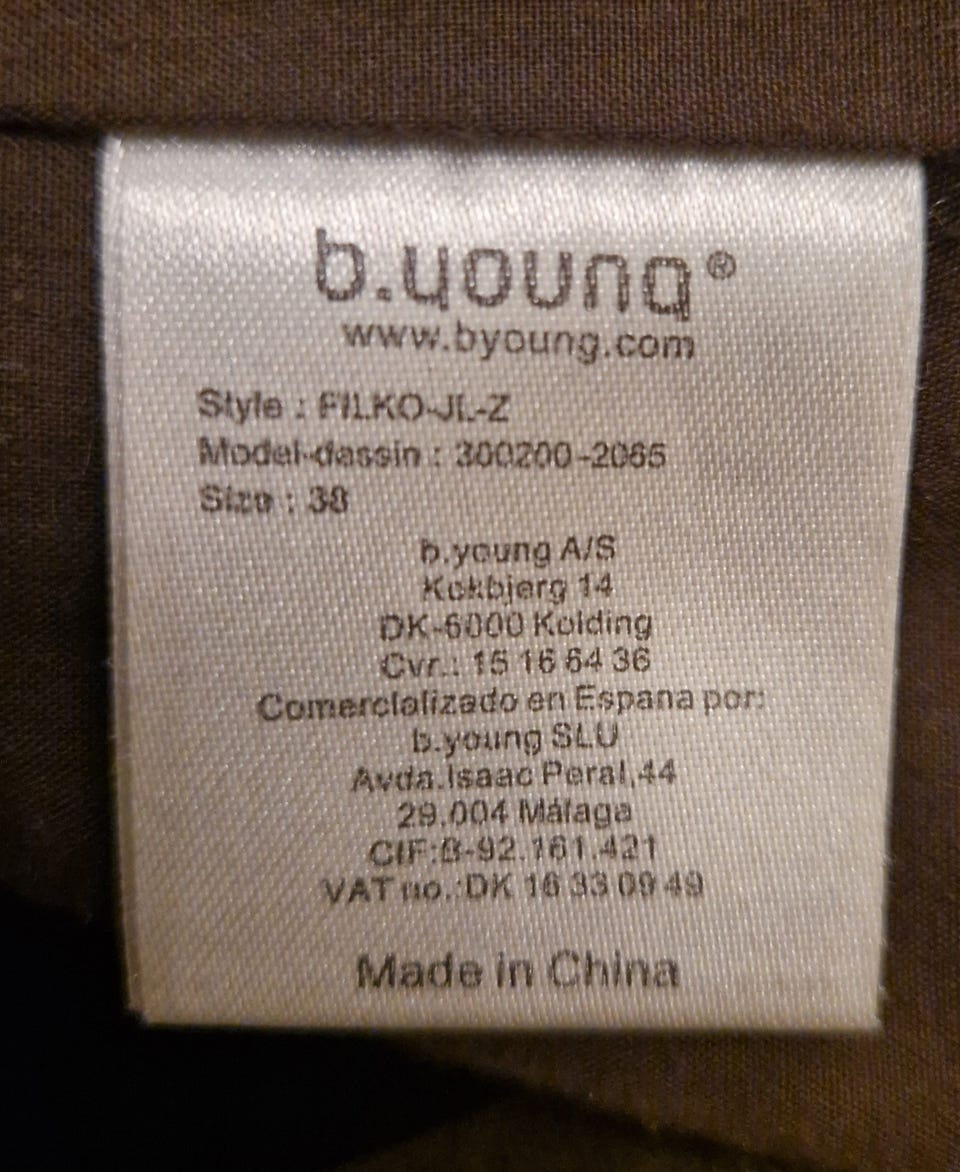 b.young®
www.byoung.com
Style : FILKO-JL-Z
Model-dassin : 300200-2065
Size : 38
b.young A/S
Kokbjerg 14
DK-6000 Kolding
Cvr.: 15 16 64 36
Comercializado en Espana por:
b.young SLU
Avda.Isaac Peral,44
29.004 Málaga
CIF:B-92.161.421
VAT no.:DK 16 33 09 49
Made in China